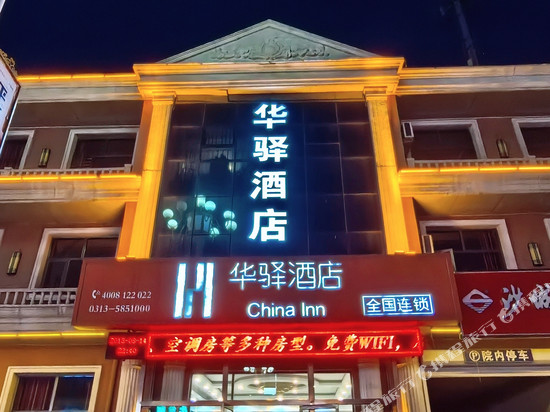 华驿酒店
华驿酒店
China Inn
全国连锁
4008 122 022
0313-5851000
空调房等多种房型。免费WIFI,
Ⓟ院内停车